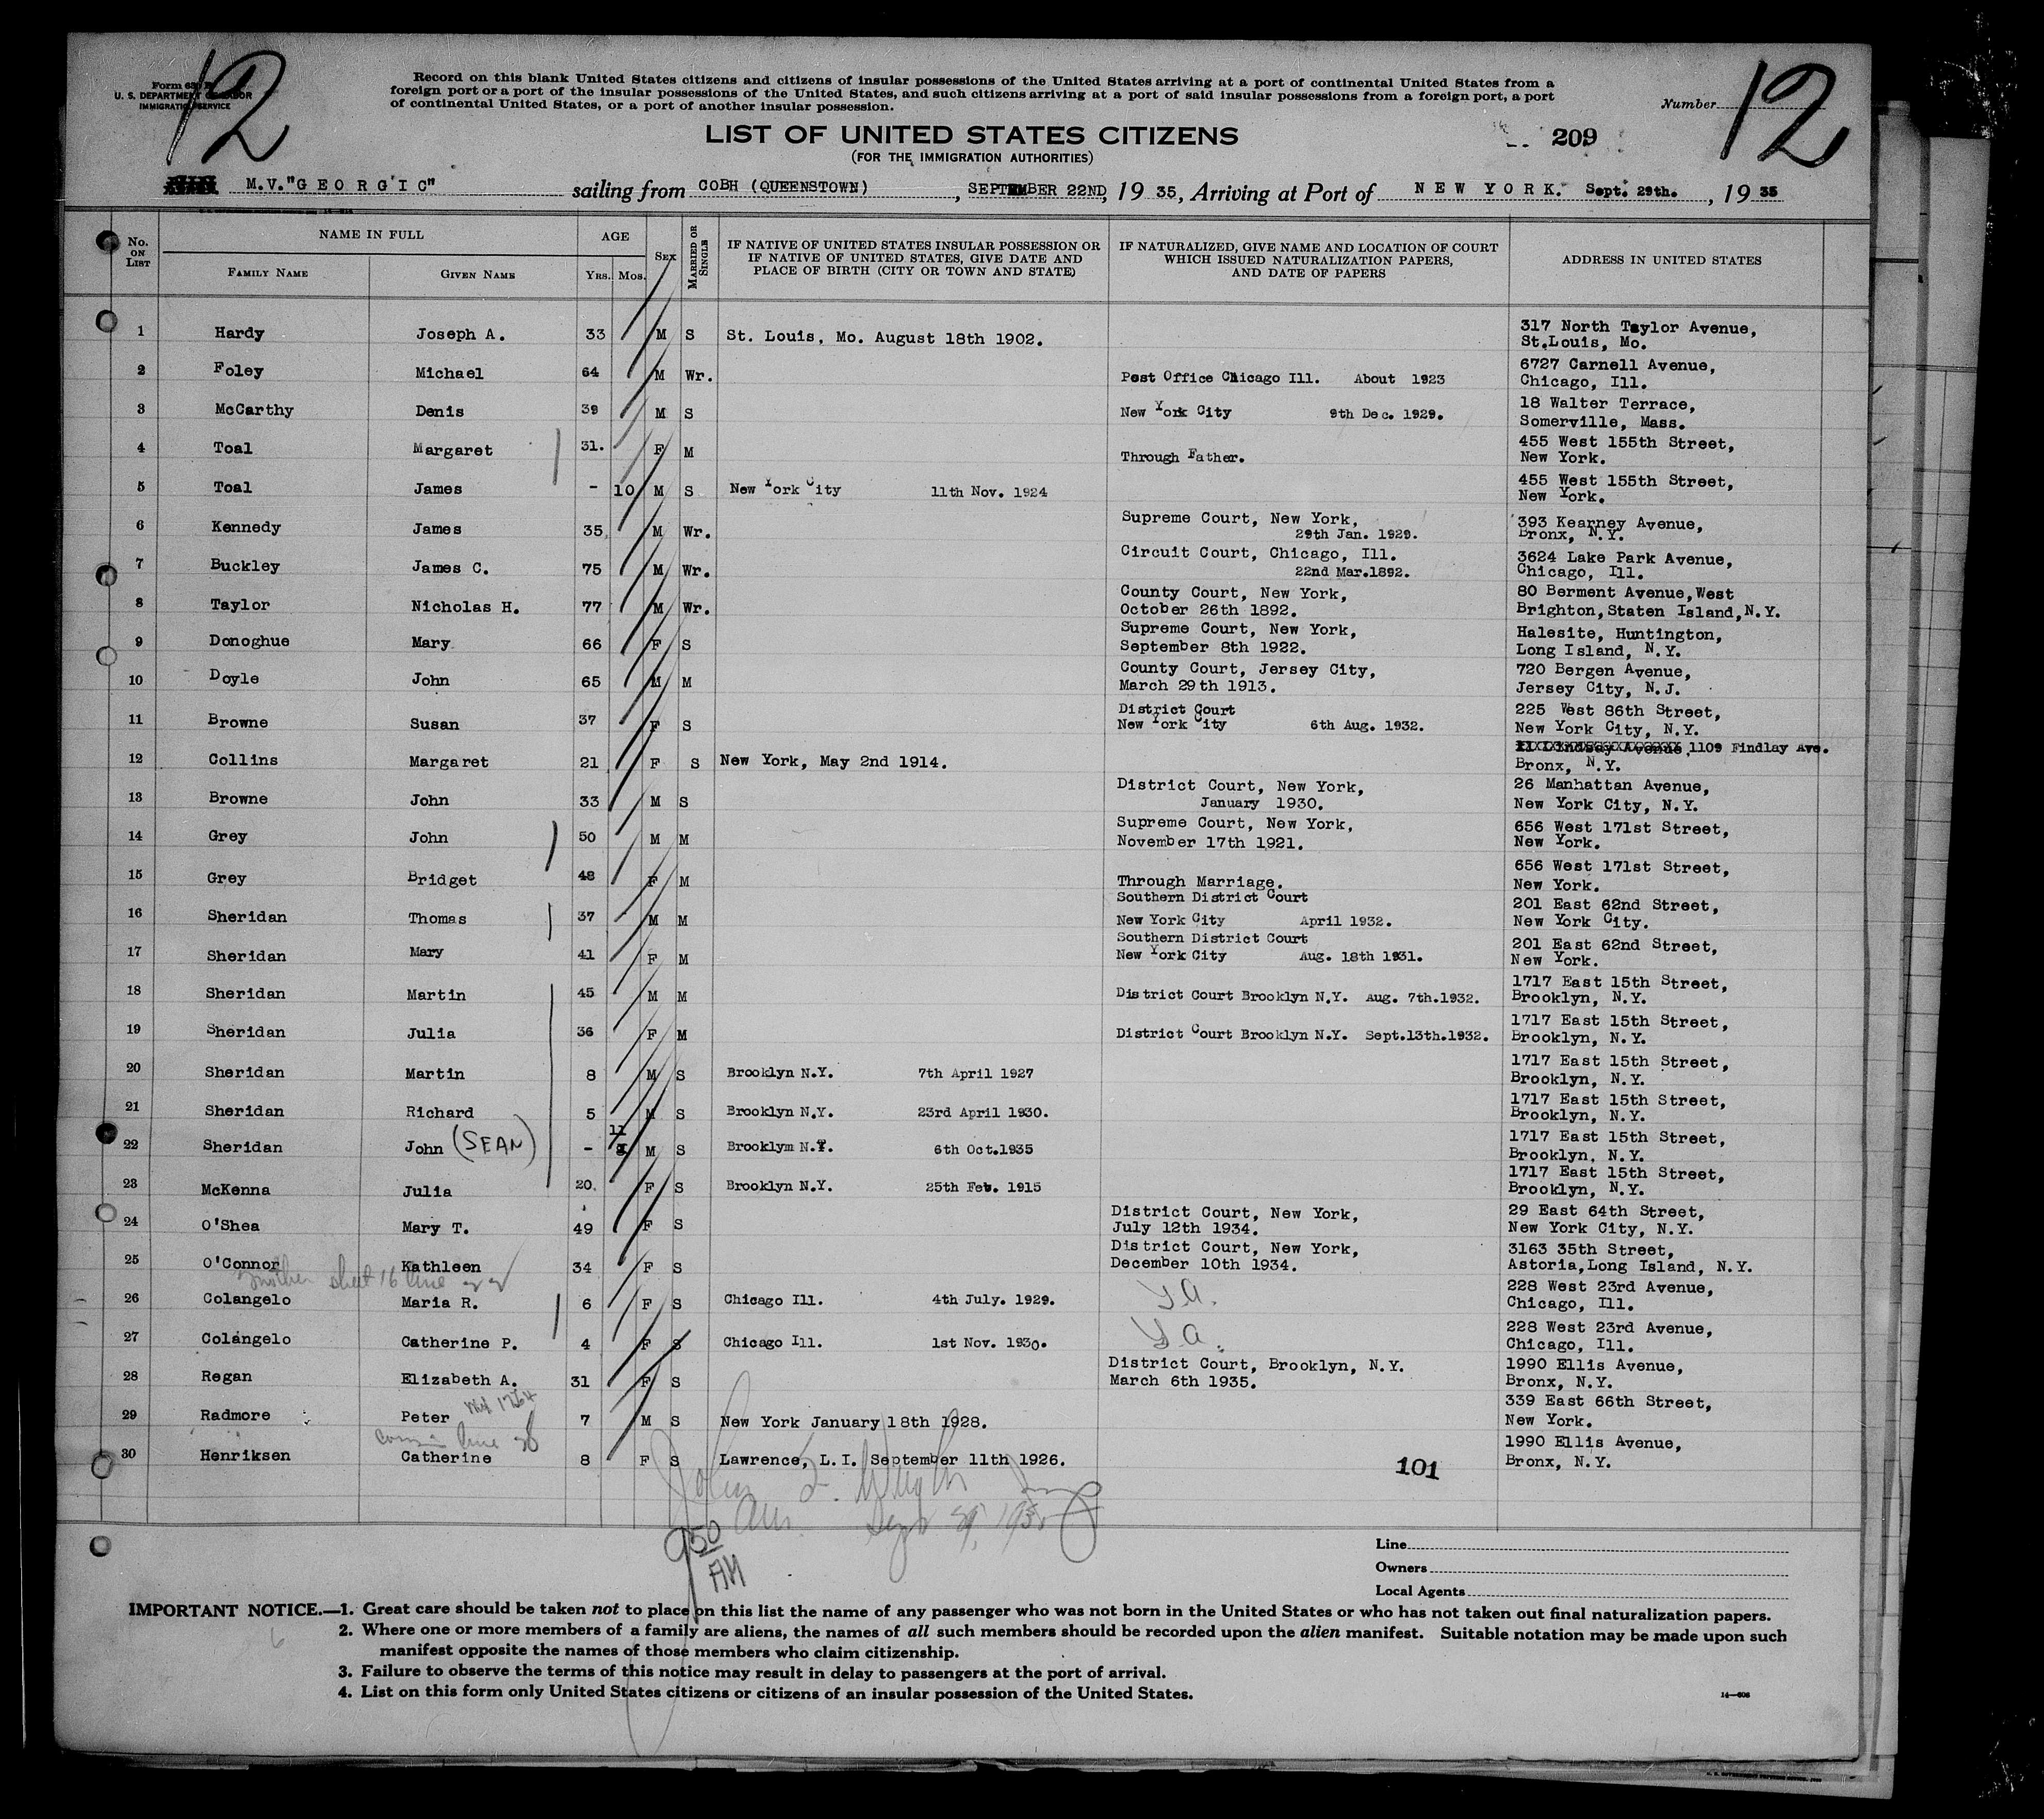 12
12
Form 630 B
U. S. DEPARTMENT OF LABOR
IMMIGRATION SERVICE
Record on this blank United States citizens and citizens of insular possessions of the United States arriving at a port of continental United States from a
foreign port or a port of the insular possessions of the United States, and such citizens arriving at a port of said insular possessions from a foreign port, a port
of continental United States, or a port of another insular possession.
Number
LIST OF UNITED STATES CITIZENS
209
(FOR THE IMMIGRATION AUTHORITIES)
M.V."GEORGIC" sailing from COBH (QUEENSTOWN), SEPTEMBER 22ND, 19 35, Arriving at Port of NEW YORK. Sept. 29th., 19 35
No. ON LIST
NAME IN FULL
FAMILY NAME
GIVEN NAME
AGE
YRS. MOS.
SEX
MARRIED OR SINGLE
IF NATIVE OF UNITED STATES INSULAR POSSESSION OR
IF NATIVE OF UNITED STATES, GIVE DATE AND
PLACE OF BIRTH (CITY OR TOWN AND STATE)
IF NATURALIZED, GIVE NAME AND LOCATION OF COURT
WHICH ISSUED NATURALIZATION PAPERS,
AND DATE OF PAPERS
ADDRESS IN UNITED STATES
1 Hardy Joseph A. 33 M S St. Louis, Mo. August 18th 1902. 317 North Taylor Avenue,
St.Louis, Mo.
2 Foley Michael 64 M Wr. Post Office Chicago Ill. About 1923 6727 Carnell Avenue,
Chicago, Ill.
3 McCarthy Denis 39 M S New York City 9th Dec. 1929. 18 Walter Terrace,
Somerville, Mass.
4 Toal Margaret 31. F M Through Father. 455 West 155th Street,
New York.
5 Toal James - 10 M S New York City 11th Nov. 1924 455 West 155th Street,
New York.
6 Kennedy James 35 M Wr. Supreme Court, New York,
29th Jan. 1929. 393 Kearney Avenue,
Bronx, N.Y.
7 Buckley James C. 75 M Wr. Circuit Court, Chicago, Ill.
22nd Mar.1892. 3624 Lake Park Avenue,
Chicago, Ill.
8 Taylor Nicholas H. 77 M Wr. County Court, New York,
October 26th 1892. 80 Berment Avenue,West
Brighton,Staten Island,N.Y.
9 Donoghue Mary 66 F S Supreme Court, New York,
September 8th 1922. Halesite, Huntington,
Long Island, N.Y.
10 Doyle John 65 M M County Court, Jersey City,
March 29th 1913. 720 Bergen Avenue,
Jersey City, N.J.
11 Browne Susan 37 F S District Court
New York City 6th Aug. 1932. 225 West 86th Street,
New York City, N.Y.
12 Collins Margaret 21 F S New York, May 2nd 1914. 1109 Findlay Ave.
Bronx, N.Y.
13 Browne John 33 M S District Court, New York,
January 1930. 26 Manhattan Avenue,
New York City, N.Y.
14 Grey John 50 M M Supreme Court, New York,
November 17th 1921. 656 West 171st Street,
New York.
15 Grey Bridget 48 F M Through Marriage. 656 West 171st Street,
New York.
16 Sheridan Thomas 37 M M Southern District Court
New York City April 1932. 201 East 62nd Street,
New York City.
17 Sheridan Mary 41 F M Southern District Court
New York City Aug. 18th 1931. 201 East 62nd Street,
New York.
18 Sheridan Martin 45 M M District Court Brooklyn N.Y. Aug. 7th.1932. 1717 East 15th Street,
Brooklyn, N.Y.
19 Sheridan Julia 36 F M District Court Brooklyn N.Y. Sept.13th.1932. 1717 East 15th Street,
Brooklyn, N.Y.
20 Sheridan Martin 8 M S Brooklyn N.Y. 7th April 1927 1717 East 15th Street,
Brooklyn, N.Y.
21 Sheridan Richard 5 M S Brooklyn N.Y. 23rd April 1930. 1717 East 15th Street,
Brooklyn, N.Y.
22 Sheridan John (SEAN) - 11 M S Brooklym N.Y. 6th Oct.1935 1717 East 15th Street,
Brooklyn, N.Y.
23 McKenna Julia 20. F S Brooklyn N.Y. 25th Feb. 1915 1717 East 15th Street,
Brooklyn, N.Y.
24 O'Shea Mary T. 49 F S District Court, New York,
July 12th 1934. 29 East 64th Street,
New York City, N.Y.
25 O'Connor Kathleen 34 F S District Court, New York,
December 10th 1934. 3163 35th Street,
Astoria,Long Island, N.Y.
mother sheet 16 line
26 Colangelo Maria R. 6 F S Chicago Ill. 4th July. 1929. 228 West 23rd Avenue,
Chicago, Ill.
27 Colangelo Catherine P. 4 F S Chicago Ill. 1st Nov. 1930. 228 West 23rd Avenue,
Chicago, Ill.
28 Regan Elizabeth A. 31 F S District Court, Brooklyn, N.Y.
March 6th 1935. 1990 Ellis Avenue,
Bronx, N.Y.
29 Radmore Peter 7 M S New York January 18th 1928. 339 East 66th Street,
New York.
cousin line 28
30 Henriksen Catherine 8 F S Lawrence, L.I. September 11th 1926. 1990 Ellis Avenue,
Bronx, N.Y.
101
9 50
AM
Line
Owners
Local Agents
IMPORTANT NOTICE.—1. Great care should be taken not to place on this list the name of any passenger who was not born in the United States or who has not taken out final naturalization papers.
2. Where one or more members of a family are aliens, the names of all such members should be recorded upon the alien manifest. Suitable notation may be made upon such
manifest opposite the names of those members who claim citizenship.
3. Failure to observe the terms of this notice may result in delay to passengers at the port of arrival.
4. List on this form only United States citizens or citizens of an insular possession of the United States.
14—606